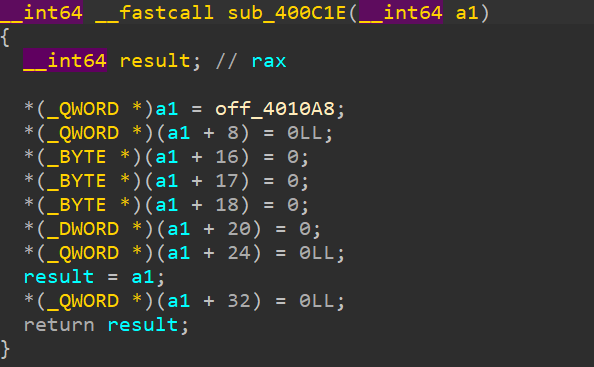 __int64 __fastcall sub_400C1E(__int64 a1)
{
  __int64 result; // rax

  *(_QWORD *)a1 = off_4010A8;
  *(_QWORD *)(a1 + 8) = 0LL;
  *(_BYTE *)(a1 + 16) = 0;
  *(_BYTE *)(a1 + 17) = 0;
  *(_BYTE *)(a1 + 18) = 0;
  *(_DWORD *)(a1 + 20) = 0;
  *(_QWORD *)(a1 + 24) = 0LL;
  result = a1;
  *(_QWORD *)(a1 + 32) = 0LL;
  return result;
}